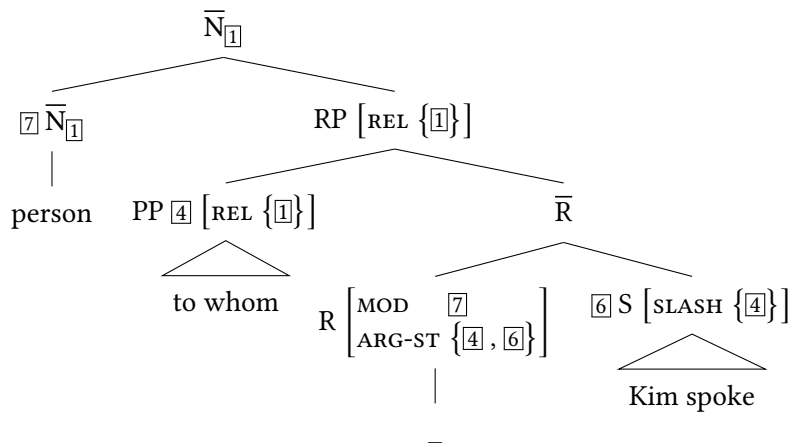 N̅[1]
[7] N̅[1] RP [REL {[1]}]
person PP [4] [REL {[1]}] R̅
to whom R [MOD [7] ARG-ST {[4], [6]}] [6] S [SLASH {[4]}]
Kim spoke